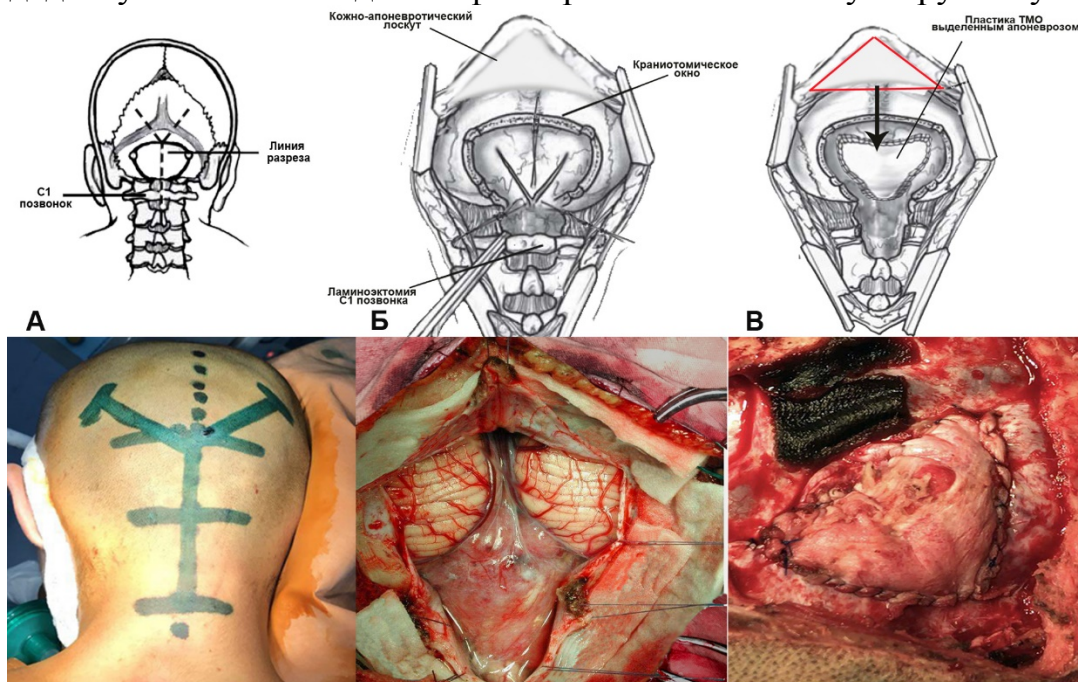 Кожно-апоневротический
лоскут
Краниотомическое
окно
Пластика ТМО
выделенным апоневрозом
Линия
разреза
С1
позвонок
Ламиноэктомия
С1 позвонка
А
Б
В